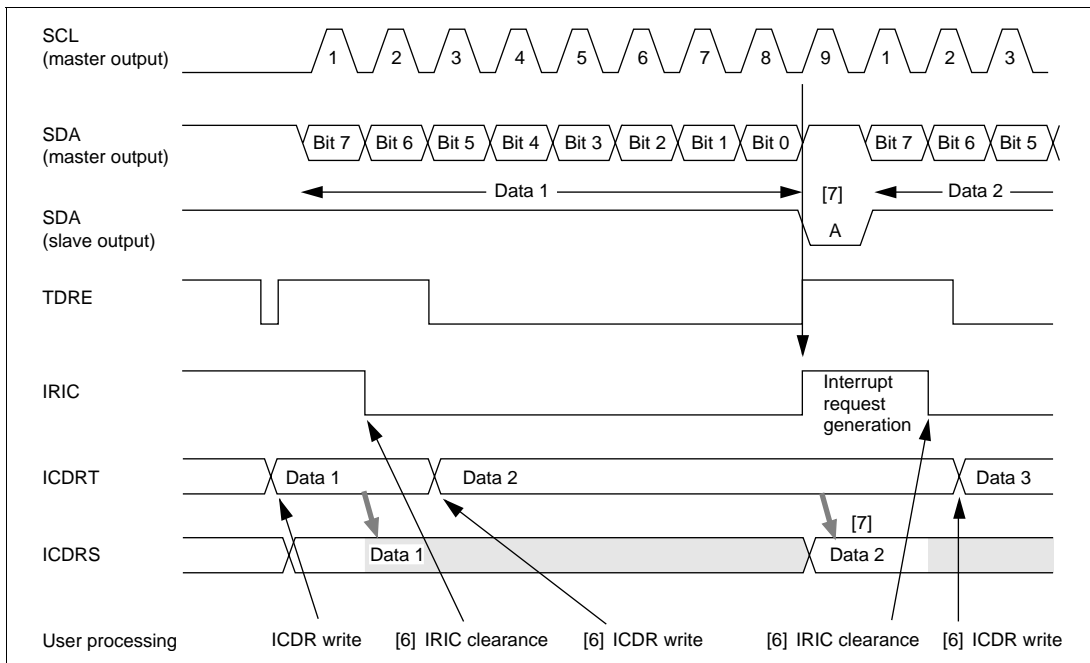 SCL
(master output)
1 2 3 4 5 6 7 8 9 1 2 3
SDA
(master output)
Bit 7 Bit 6 Bit 5 Bit 4 Bit 3 Bit 2 Bit 1 Bit 0 Bit 7 Bit 6 Bit 5
Data 1 [7] Data 2
SDA
(slave output)
A
TDRE
IRIC
Interrupt
request
generation
ICDRT
Data 1 Data 2 Data 3
[7]
ICDRS
Data 1 Data 2
User processing ICDR write [6] IRIC clearance [6] ICDR write [6] IRIC clearance [6] ICDR write